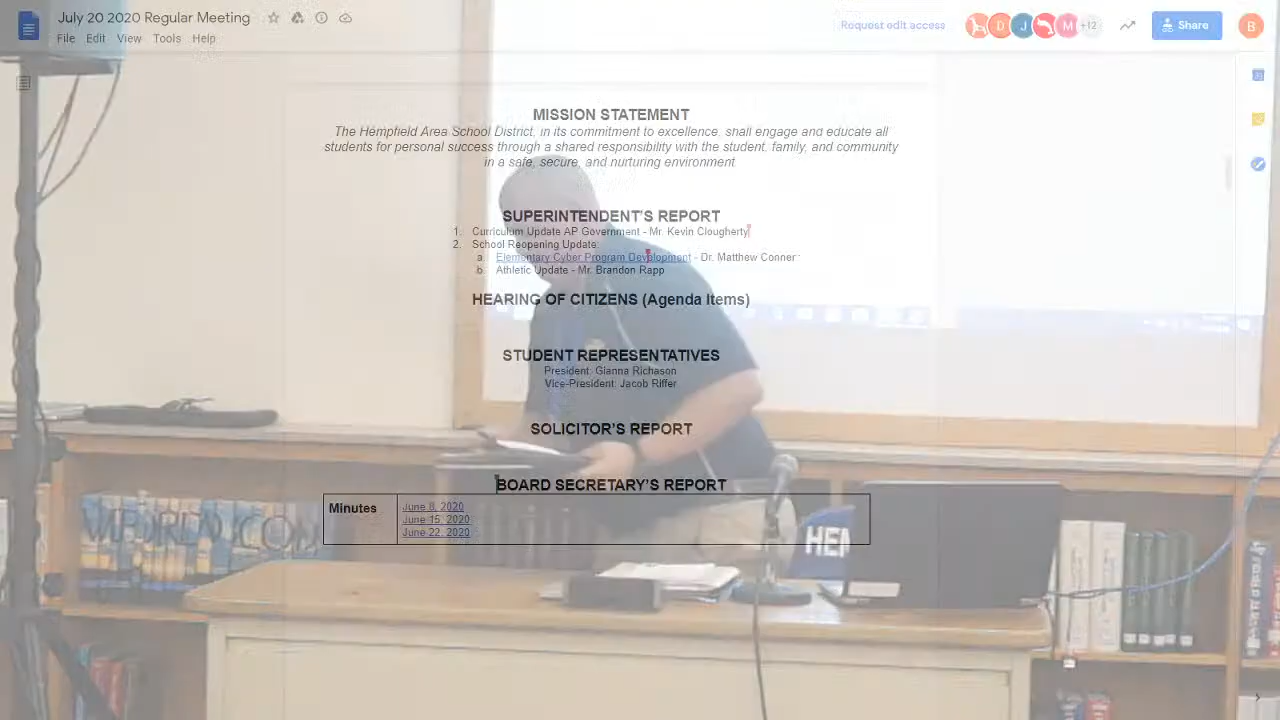 July 20 2020 Regular Meeting
File Edit View Tools Help
Request edit access
D J M +12
Share
B
MISSION STATEMENT
The Hempfield Area School District, in its commitment to excellence, shall engage and educate all
students for personal success through a shared responsibility with the student, family, and community
in a safe, secure, and nurturing environment.
SUPERINTENDENT'S REPORT
1. Curriculum Update AP Government - Mr. Kevin Clougherty
2. School Reopening Update:
a. Elementary Cyber Program Development - Dr. Matthew Conner
b. Athletic Update - Mr. Brandon Rapp
HEARING OF CITIZENS (Agenda Items)
STUDENT REPRESENTATIVES
President: Gianna Richason
Vice-President: Jacob Riffer
SOLICITOR'S REPORT
BOARD SECRETARY'S REPORT
Minutes
June 8, 2020
June 15, 2020
June 22, 2020
HEM